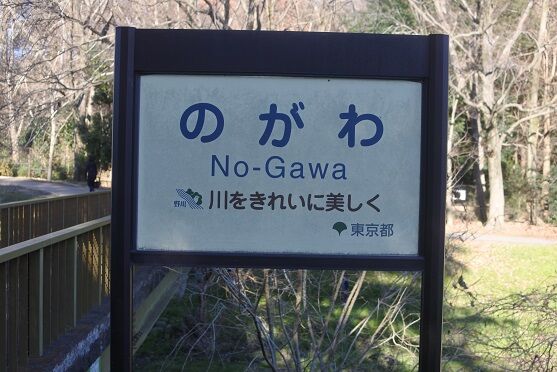 のがわ
No-Gawa
野川 川をきれいに美しく
東京都